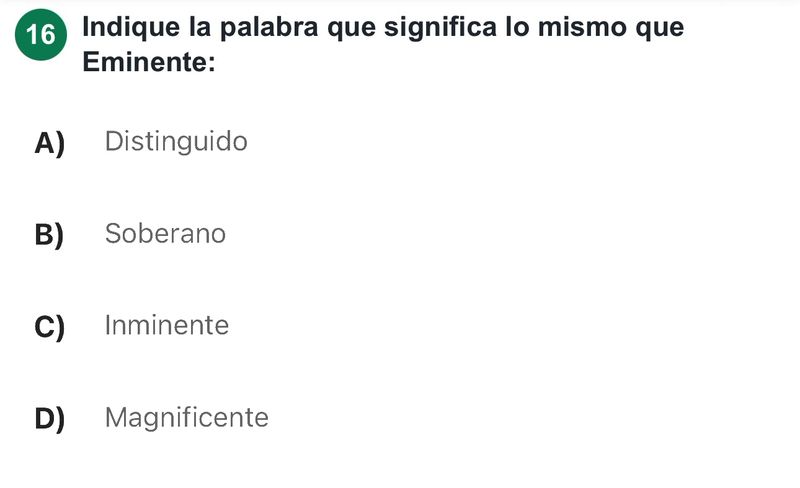 16 Indique la palabra que significa lo mismo que
Eminente:
A) Distinguido
B) Soberano
C) Inminente
D) Magnificente